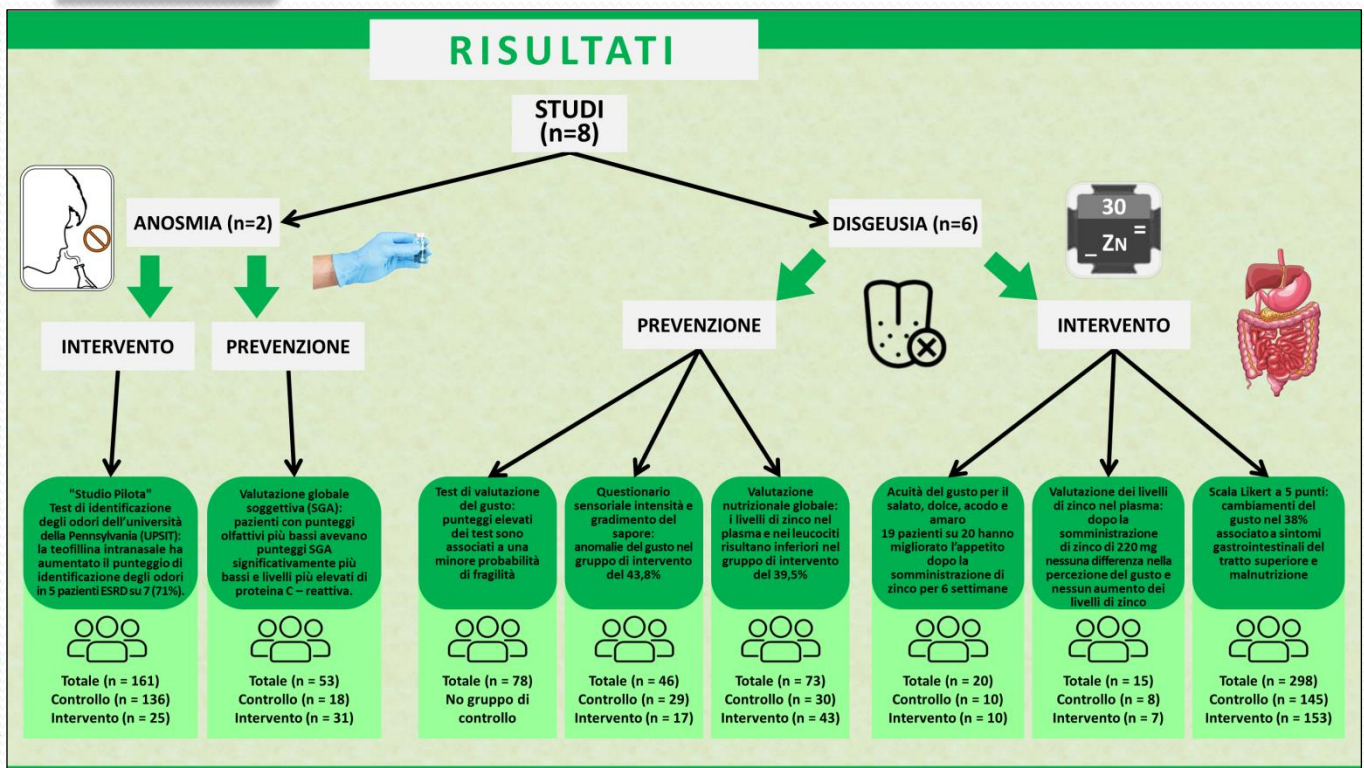 RISULTATI
STUDI
(n=8)
ANOSMIA (n=2)
DISGEUSIA (n=6)
30
_ ZN =
INTERVENTO
PREVENZIONE
PREVENZIONE
INTERVENTO
"Studio Pilota"
Test di identificazione
degli odori dell'università
della Pennsylvania (UPSIT):
la teofillina intranasale ha
aumentato il punteggio di
identificazione degli odori
in 5 pazienti ESRD su 7 (71%).
Totale (n = 161)
Controllo (n = 136)
Intervento (n = 25)
Valutazione globale
soggettiva (SGA):
pazienti con punteggi
olfattivi più bassi avevano
punteggi SGA
significativamente più
bassi e livelli più elevati di
proteina C – reattiva.
Totale (n = 53)
Controllo (n = 18)
Intervento (n = 31)
Test di valutazione
del gusto:
punteggi elevati
dei test sono
associati a una
minore probabilità
di fragilità
Totale (n = 78)
No gruppo di
controllo
Questionario
sensoriale intensità e
gradimento del
sapore:
anomalie del gusto nel
gruppo di intervento
del 43,8%
Totale (n = 46)
Controllo (n = 29)
Intervento (n = 17)
Valutazione
nutrizionale globale:
i livelli di zinco nel
plasma e nei leucociti
risultano inferiori nel
gruppo di intervento
del 39,5%
Totale (n = 73)
Controllo (n = 30)
Intervento (n = 43)
Acuità del gusto per il
salato, dolce, acodo e
amaro
19 pazienti su 20 hanno
migliorato l'appetito
dopo la
somministrazione di
zinco per 6 settimane
Totale (n = 20)
Controllo (n = 10)
Intervento (n = 10)
Valutazione dei livelli
di zinco nel plasma:
dopo la
somministrazione
di zinco di 220 mg
nessuna differenza nella
percezione del gusto e
nessun aumento dei
livelli di zinco
Totale (n = 15)
Controllo (n = 8)
Intervento (n = 7)
Scala Likert a 5 punti:
cambiamenti del
gusto nel 38%
associato a sintomi
gastrointestinali del
tratto superiore e
malnutrizione
Totale (n = 298)
Controllo (n = 145)
Intervento (n = 153)